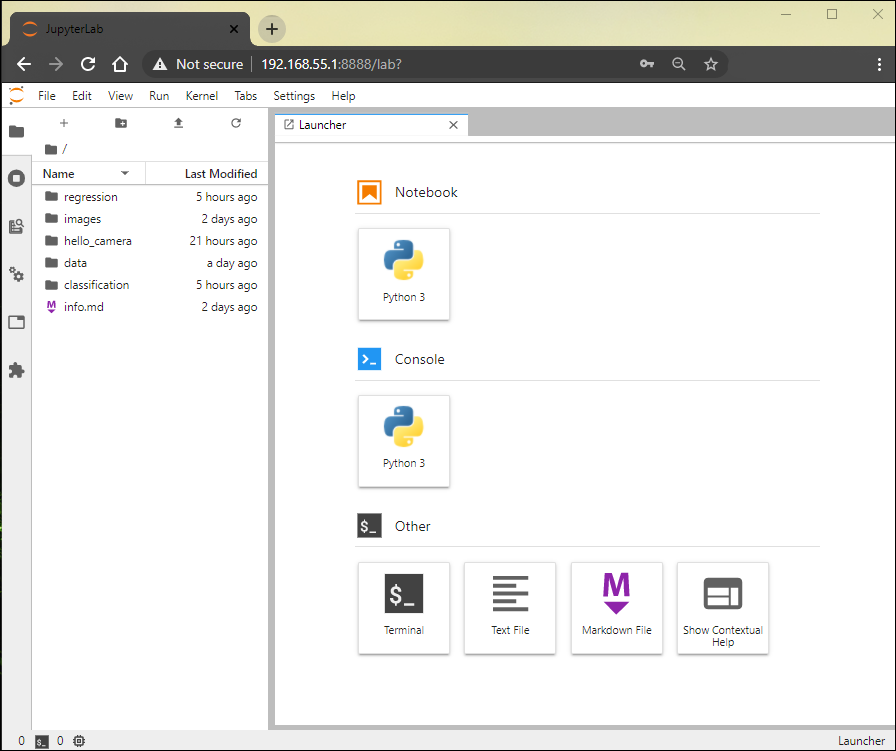 JupyterLab
Not secure 192.168.55.1:8888/lab?
File Edit View Run Kernel Tabs Settings Help
/
Name Last Modified
regression 5 hours ago
images 2 days ago
hello_camera 21 hours ago
data a day ago
classification 5 hours ago
M info.md 2 days ago
Launcher
Notebook
Python 3
Console
Python 3
$_ Other
$_ M
Terminal Text File Markdown File Show Contextual
Help
0 $_ 0 Launcher